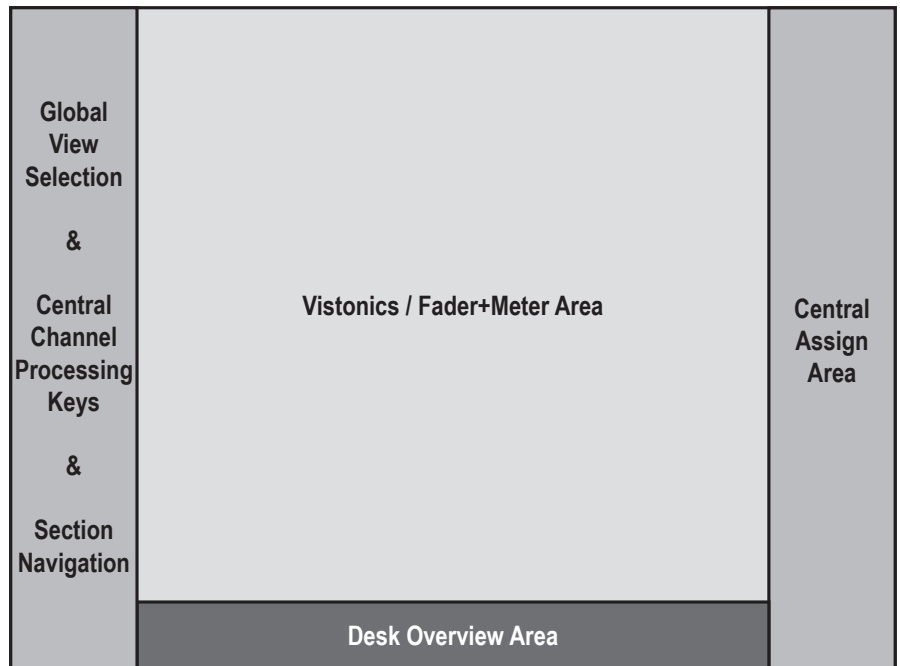 Global
View
Selection
&
Central
Channel
Processing
Keys
&
Section
Navigation
Vistonics / Fader+Meter Area
Central
Assign
Area
Desk Overview Area